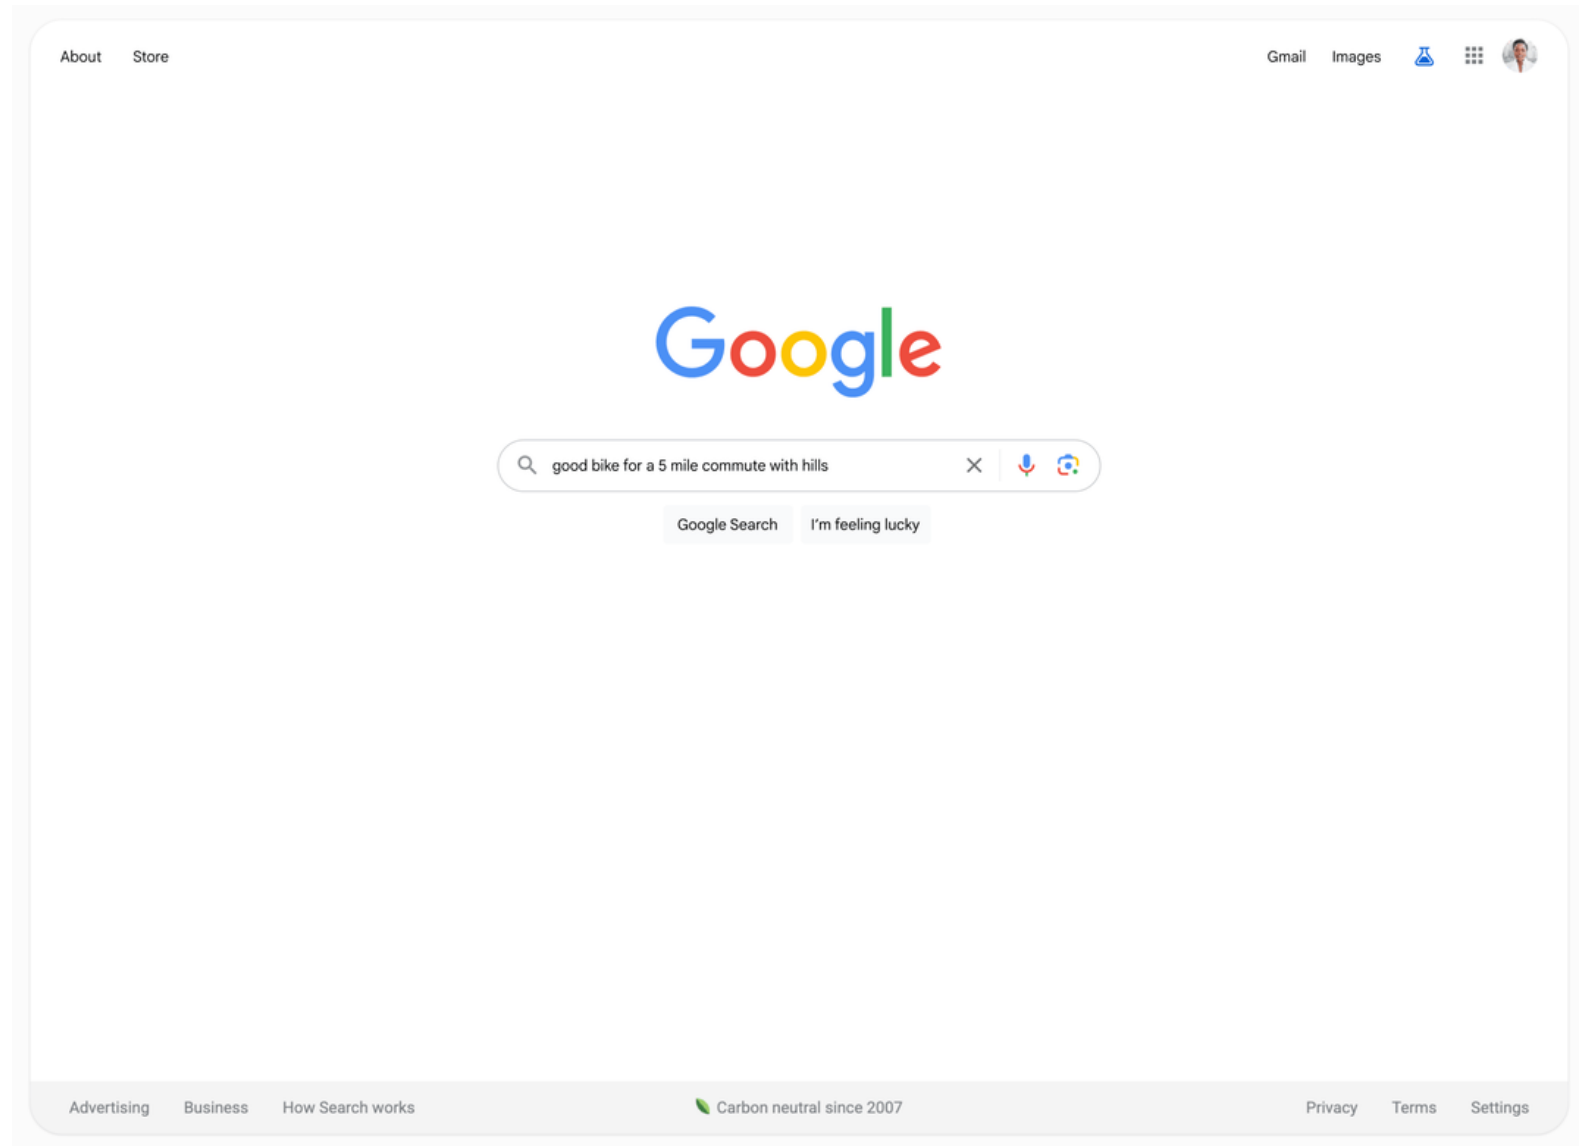 About Store Gmail Images
Google
good bike for a 5 mile commute with hills
Google Search I'm feeling lucky
Advertising Business How Search works Carbon neutral since 2007 Privacy Terms Settings